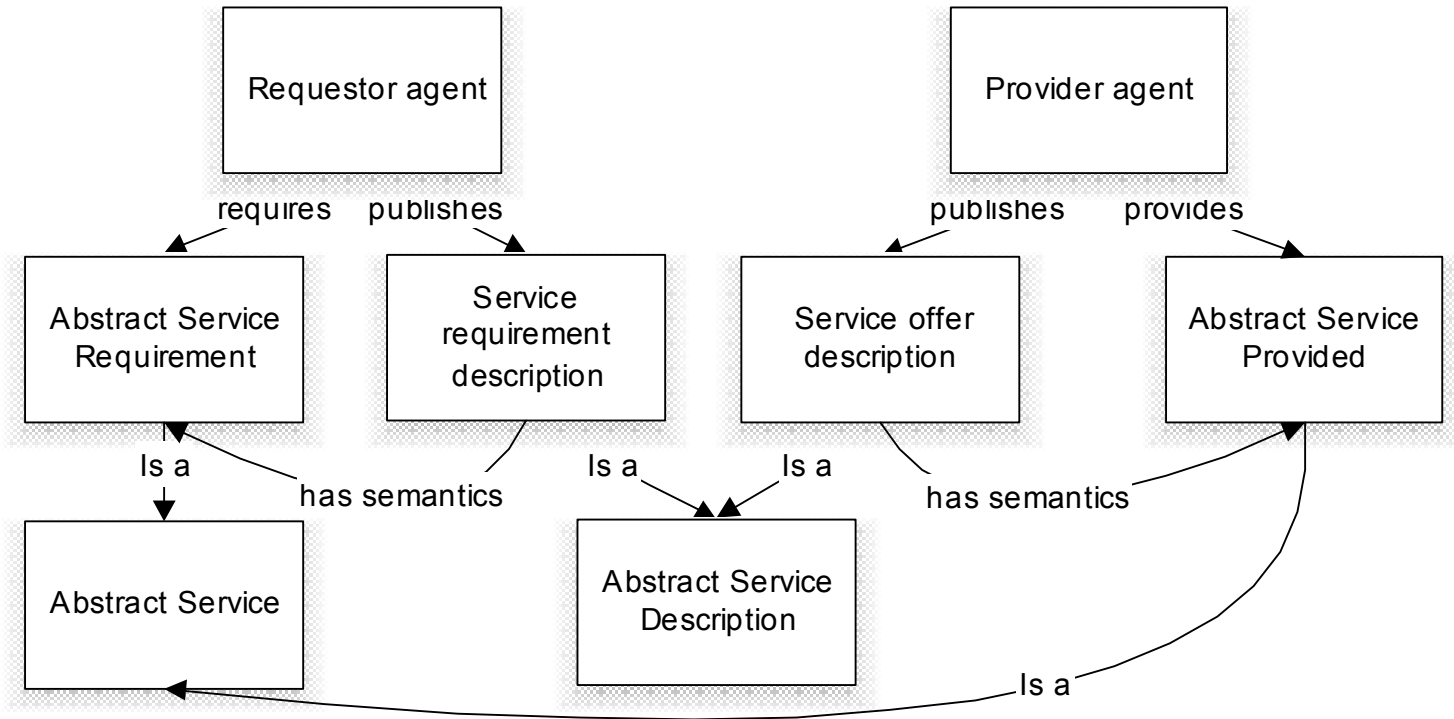 Requestor agent
Provider agent
requires
publishes
publishes
provides
Abstract Service
Requirement
Service
requirement
description
Service offer
description
Abstract Service
Provided
Is a
has semantics
Is a
Is a
has semantics
Abstract Service
Abstract Service
Description
Is a